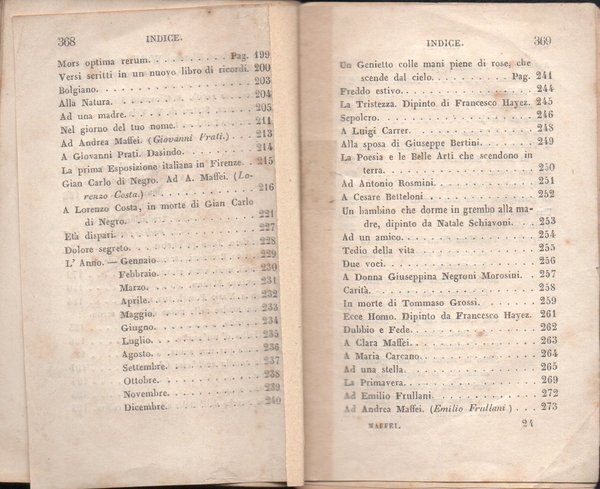 368 INDICE.
Mors optima rerum. Pag. 199
Versi scritti in un nuovo libro di ricordi. 200
Bolgiano. 203
Alla Natura. 204
Ad una madre. 205
Nel giorno del tuo nome. 211
Ad Andrea Maffei. (Giovanni Prati.) 213
A Giovanni Prati. Dasindo. 214
La prima Esposizione italiana in Firenze. 215
Gian Carlo di Negro. Ad A. Maffei. (Lo-
renzo Costa.) 216
A Lorenzo Costa, in morte di Gian Carlo
di Negro. 221
Età dispari. 227
Dolore segreto. 228
L' Anno. — Gennaio 229
Febbraio. 230
Marzo. 231
Aprile. 232
Maggio. 233
Giugno. 234
Luglio. 235
Agosto. 236
Settembre. 237
Ottobre. 238
Novembre. 239
Dicembre. 240
INDICE. 369
Un Genietto colle mani piene di rose, che
scende dal cielo. Pag. 241
Freddo estivo. 244
La Tristezza. Dipinto di Francesco Hayez. 245
Sepolcro. 246
A Luigi Carrer. 248
Alla sposa di Giuseppe Bertini. 249
La Poesia e le Belle Arti che scendono in
terra. 250
Ad Antonio Rosmini. 251
A Cesare Betteloni 252
Un bambino che dorme in grembo alla ma-
dre, dipinto da Natale Schiavoni. 253
Ad un amico. 254
Tedio della vita 255
Due voci. 256
A Donna Giuseppina Negroni Morosini. 257
Carità. 258
In morte di Tommaso Grossi. 259
Ecce Homo. Dipinto da Francesco Hayez. 261
Dubbio e Fede. 262
A Clara Maffei. 263
A Maria Carcano. 264
Ad una stella. 265
La Primavera. 269
Ad Emilio Frullani. 272
Ad Andrea Maffei. (Emilio Frullani) 273
MAFFEI. 24